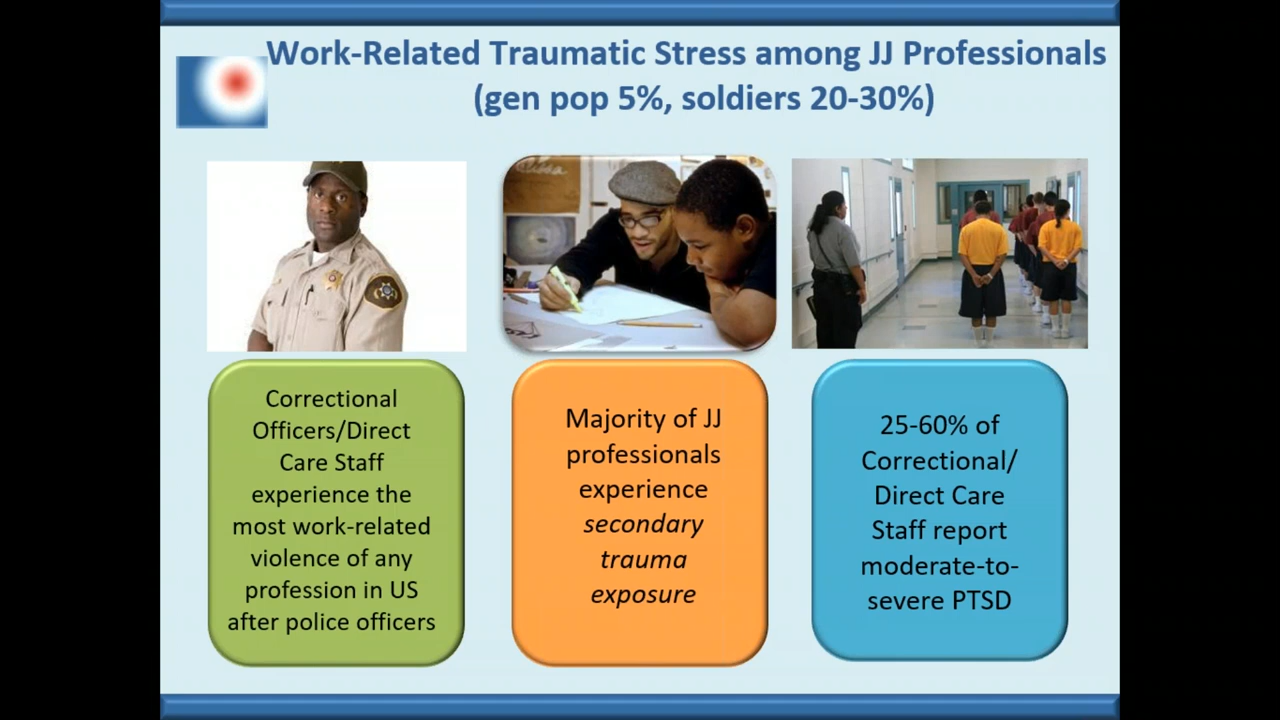 Work-Related Traumatic Stress among JJ Professionals
(gen pop 5%, soldiers 20-30%)
Correctional
Officers/Direct
Care Staff
experience the
most work-related
violence of any
profession in US
after police officers
Majority of JJ
professionals
experience
secondary
trauma
exposure
25-60% of
Correctional/
Direct Care
Staff report
moderate-to-
severe PTSD